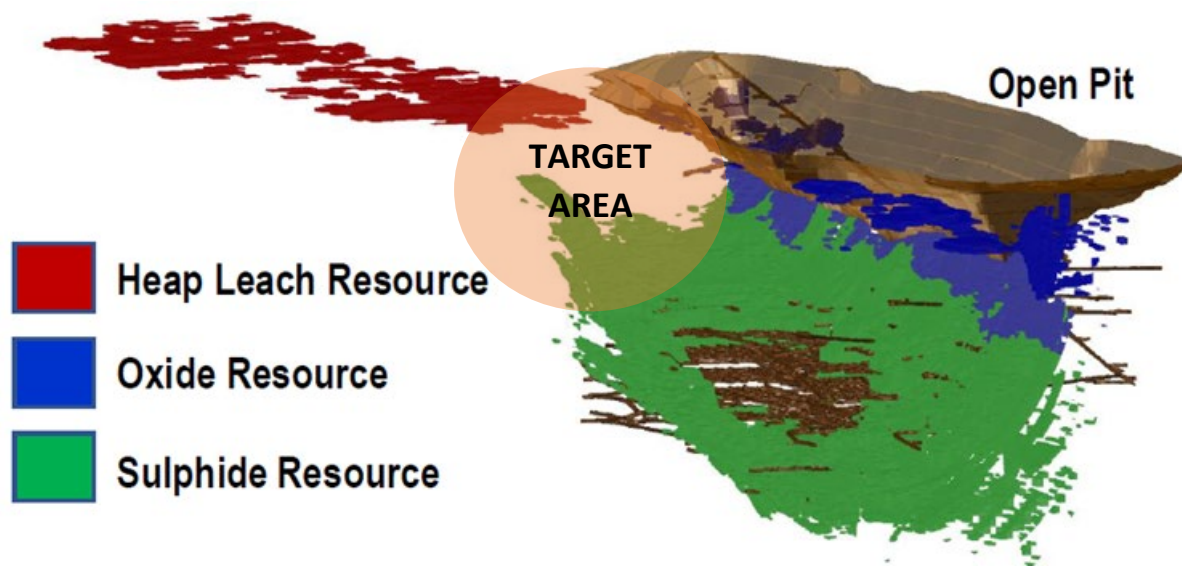 Open Pit
TARGET
AREA
Heap Leach Resource
Oxide Resource
Sulphide Resource